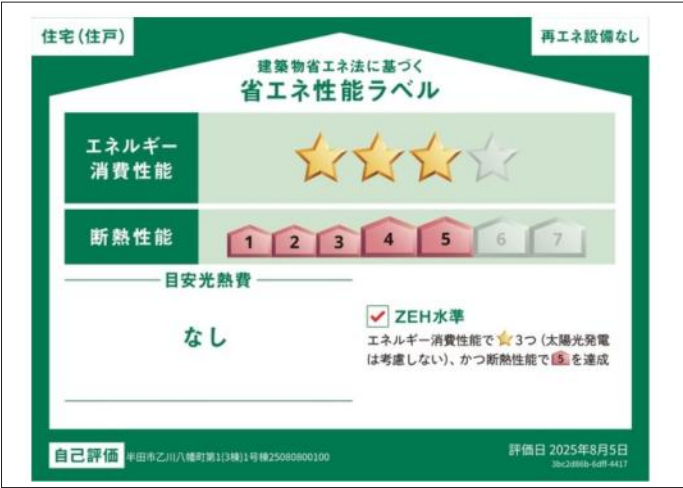 住宅(住戸)
再エネ設備なし
建築物省エネ法に基づく
省エネ性能ラベル
エネルギー
消費性能
断熱性能
1 2 3 4 5 6 7
目安光熱費
なし
ZEH水準
エネルギー消費性能で 3つ (太陽光発電
は考慮しない)、かつ断熱性能で 5 を達成
自己評価 半田市乙川八幡町第1(3棟)1号棟25080800100
評価日 2025年8月5日
3bc2d86b-6dff-4417